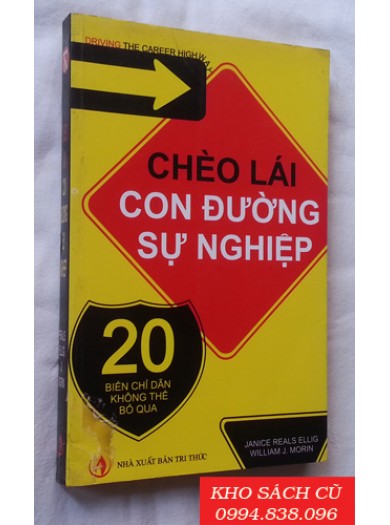 DRIVING THE CAREER HIGHWAY
CHÈO LÁI
CON ĐƯỜNG
SỰ NGHIỆP
20
BIỂN CHỈ DẪN
KHÔNG THỂ
BỎ QUA
JANICE REALS ELLIG
WILLIAM J. MORIN
NHÀ XUẤT BẢN TRI THỨC
KHO SÁCH CŨ
0994.838.096